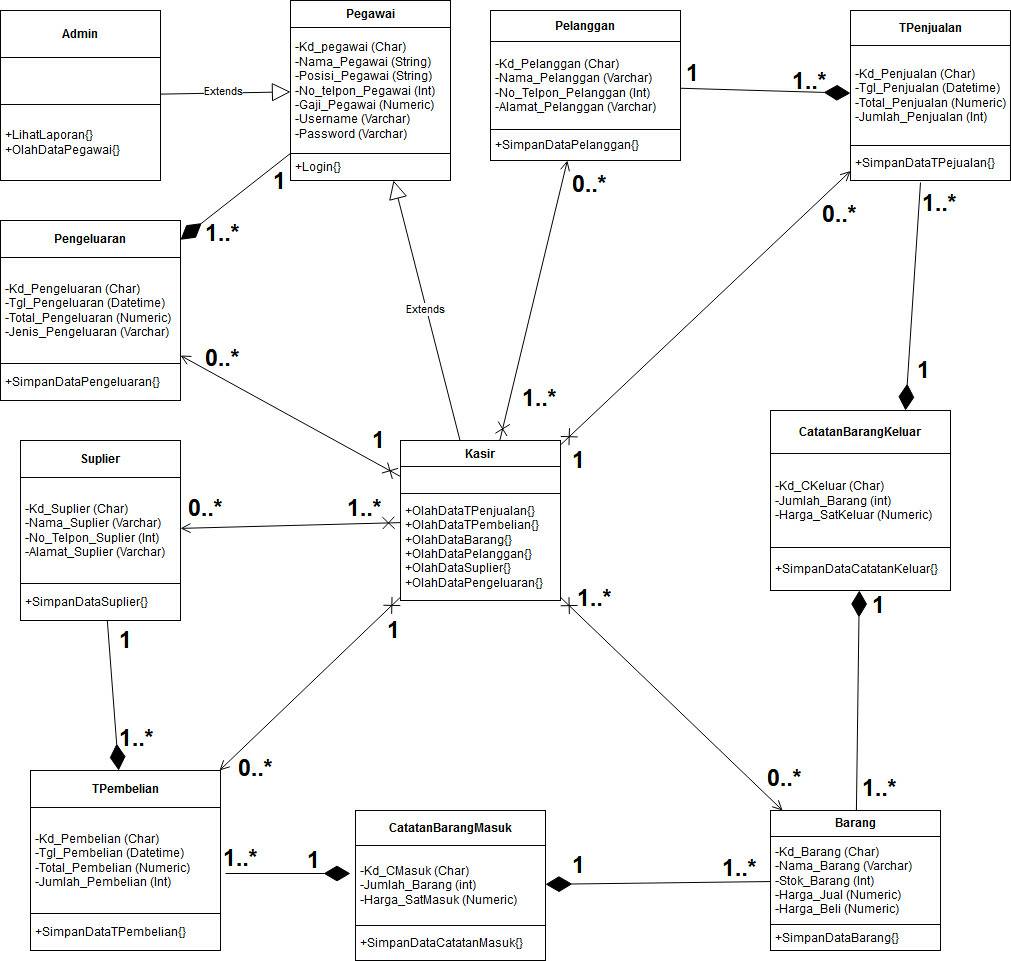 Admin
+LihatLaporan{}
+OlahDataPegawai{}
Extends
Pegawai
-Kd_pegawai (Char)
-Nama_Pegawai (String)
-Posisi_Pegawai (String)
-No_telpon_Pegawai (Int)
-Gaji_Pegawai (Numeric)
-Username (Varchar)
-Password (Varchar)
+Login{}
Pelanggan
-Kd_Pelanggan (Char)
-Nama_Pelanggan (Varchar)
-No_Telpon_Pelanggan (Int)
-Alamat_Pelanggan (Varchar)
+SimpanDataPelanggan{}
1
1..*
TPenjualan
-Kd_Penjualan (Char)
-Tgl_Penjualan (Datetime)
-Total_Penjualan (Numeric)
-Jumlah_Penjualan (Int)
+SimpanDataTPejualan{}
1
1..*
0..*
0..*
1..*
Pengeluaran
-Kd_Pengeluaran (Char)
-Tgl_Pengeluaran (Datetime)
-Total_Pengeluaran (Numeric)
-Jenis_Pengeluaran (Varchar)
+SimpanDataPengeluaran{}
Extends
0..*
1
1..*
1
1
CatatanBarangKeluar
-Kd_CKeluar (Char)
-Jumlah_Barang (int)
-Harga_SatKeluar (Numeric)
+SimpanDataCatatanKeluar{}
Suplier
-Kd_Suplier (Char)
-Nama_Suplier (Varchar)
-No_Telpon_Suplier (Int)
-Alamat_Suplier (Varchar)
+SimpanDataSuplier{}
0..*
1..*
Kasir
+OlahDataTPenjualan{}
+OlahDataTPembelian{}
+OlahDataBarang{}
+OlahDataPelanggan{}
+OlahDataSuplier{}
+OlahDataPengeluaran{}
1..*
1
1
1
1..*
0..*
0..*
1..*
TPembelian
-Kd_Pembelian (Char)
-Tgl_Pembelian (Datetime)
-Total_Pembelian (Numeric)
-Jumlah_Pembelian (Int)
+SimpanDataTPembelian{}
1..*
1
CatatanBarangMasuk
-Kd_CMasuk (Char)
-Jumlah_Barang (int)
-Harga_SatMasuk (Numeric)
+SimpanDataCatatanMasuk{}
1
1..*
Barang
-Kd_Barang (Char)
-Nama_Barang (Varchar)
-Stok_Barang (Int)
-Harga_Jual (Numeric)
-Harga_Beli (Numeric)
+SimpanDataBarang{}